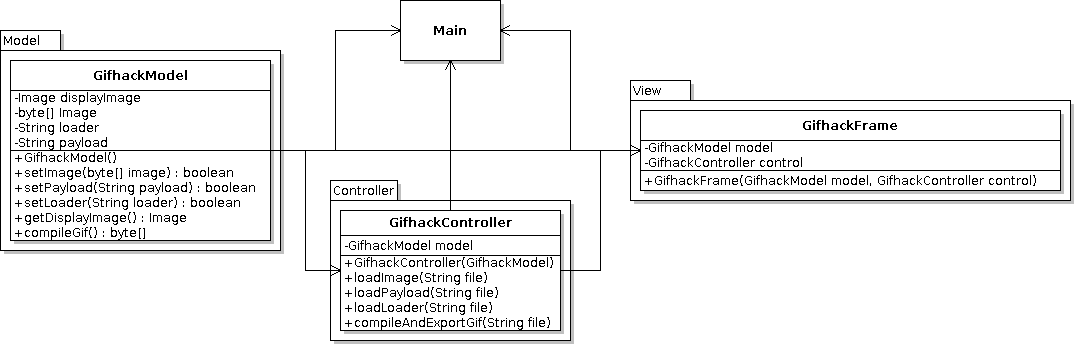 Main
Model
GifhackModel
-Image displayImage
-byte[] Image
-String loader
-String payload
+GifhackModel()
+setImage(byte[] image) : boolean
+setPayload(String payload) : boolean
+setLoader(String loader) : boolean
+getDisplayImage() : Image
+compileGif() : byte[]
Controller
GifhackController
-GifhackModel model
+GifhackController(GifhackModel)
+loadImage(String file)
+loadPayload(String file)
+loadLoader(String file)
+compileAndExportGif(String file)
View
GifhackFrame
-GifhackModel model
-GifhackController control
+GifhackFrame(GifhackModel model, GifhackController control)